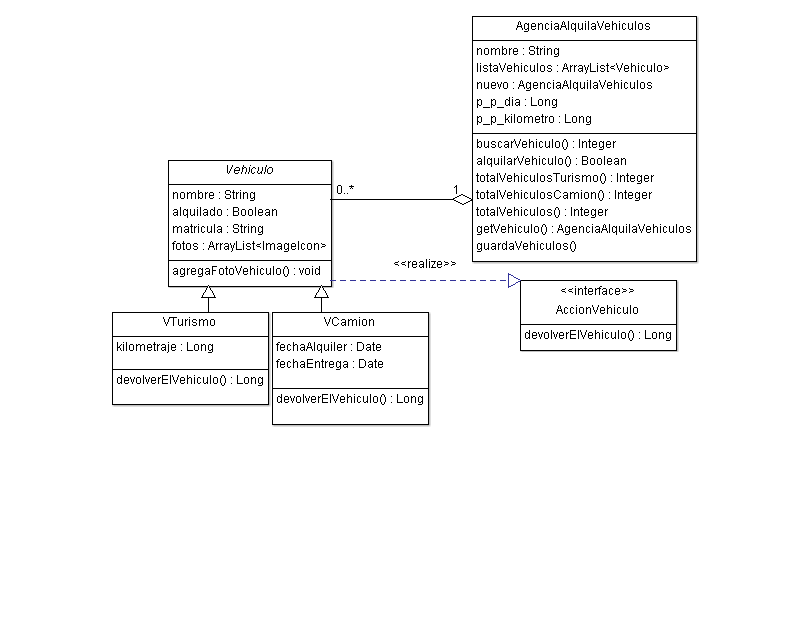 AgenciaAlquilaVehiculos
nombre : String
listaVehiculos : ArrayList<Vehiculo>
nuevo : AgenciaAlquilaVehiculos
p_p_dia : Long
p_p_kilometro : Long
buscarVehiculo() : Integer
alquilarVehiculo() : Boolean
totalVehiculosTurismo() : Integer
totalVehiculosCamion() : Integer
totalVehiculos() : Integer
getVehiculo() : AgenciaAlquilaVehiculos
guardaVehiculos()
Vehiculo
nombre : String
alquilado : Boolean
matricula : String
fotos : ArrayList<ImageIcon>
agregaFotoVehiculo() : void
0..*
1
<<realize>>
<<interface>>
AccionVehiculo
devolverElVehiculo() : Long
VTurismo
kilometraje : Long
devolverElVehiculo() : Long
VCamion
fechaAlquiler : Date
fechaEntrega : Date
devolverElVehiculo() : Long